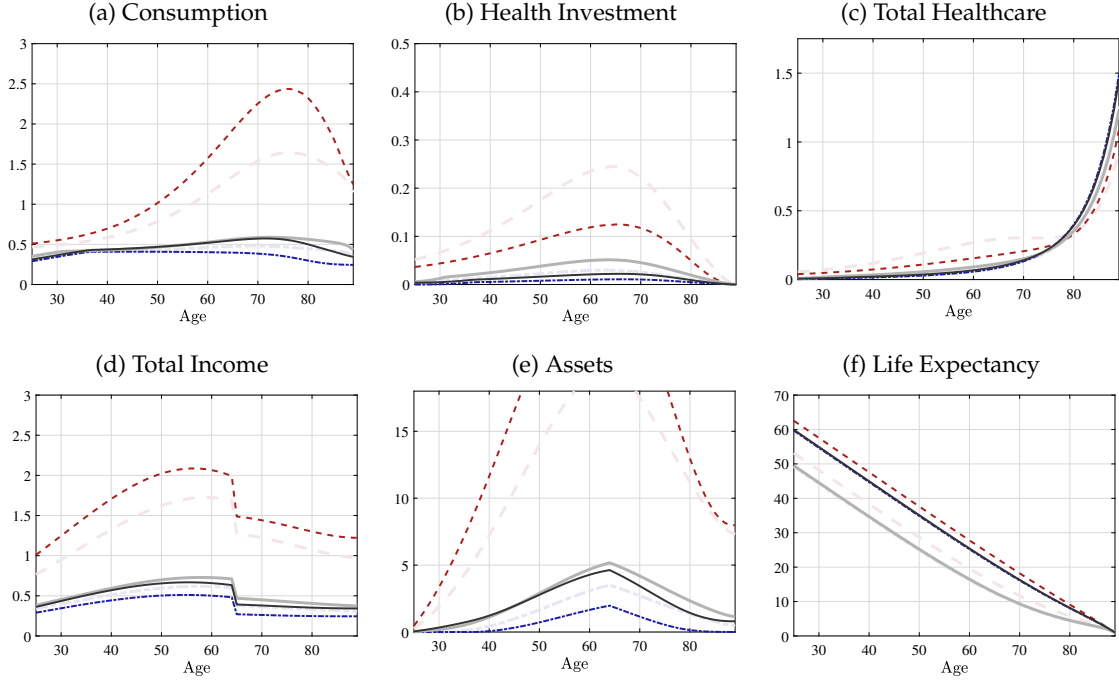 (a) Consumption
(b) Health Investment
(c) Total Healthcare
3
2.5
2
1.5
1
0.5
0
30 40 50 60 70 80
Age
0.5
0.4
0.3
0.2
0.1
0
30 40 50 60 70 80
Age
1.5
1
0.5
0
30 40 50 60 70 80
Age
(d) Total Income
(e) Assets
(f) Life Expectancy
3
2.5
2
1.5
1
0.5
0
30 40 50 60 70 80
Age
15
10
5
0
30 40 50 60 70 80
Age
70
60
50
40
30
20
10
0
30 40 50 60 70 80
Age